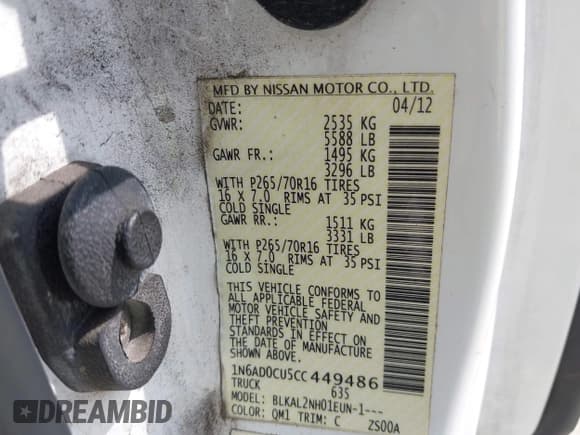 MFD BY NISSAN MOTOR CO., LTD.
DATE: 04/12
GVWR: 2535 KG
5588 LB
GAWR FR.: 1495 KG
3296 LB
WITH P265/70R16 TIRES
16 X 7.0 RIMS AT 35 PSI
COLD SINGLE
GAWR RR.: 1511 KG
3331 LB
WITH P265/70R16 TIRES
16 X 7.0 RIMS AT 35 PSI
COLD SINGLE
THIS VEHICLE CONFORMS TO
ALL APPLICABLE FEDERAL
MOTOR VEHICLE SAFETY AND
THEFT PREVENTION
STANDARDS IN EFFECT ON
THE DATE OF MANUFACTURE
SHOWN ABOVE.
1N6AD0CU5CC449486
TRUCK 635
MODEL: BLKAL2NH01EUN-1---
COLOR: QM1 TRIM: C ZS00A
DREAMBID